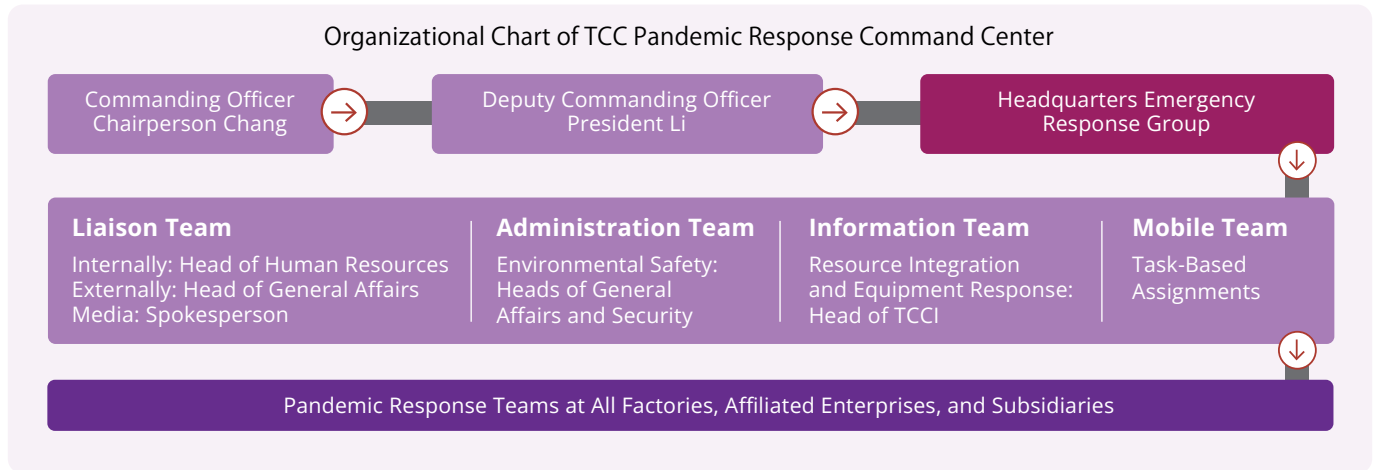 Organizational Chart of TCC Pandemic Response Command Center
Commanding Officer
Chairperson Chang
Deputy Commanding Officer
President Li
Headquarters Emergency
Response Group
Liaison Team
Internally: Head of Human Resources
Externally: Head of General Affairs
Media: Spokesperson
Administration Team
Environmental Safety:
Heads of General
Affairs and Security
Information Team
Resource Integration
and Equipment Response:
Head of TCCI
Mobile Team
Task-Based
Assignments
Pandemic Response Teams at All Factories, Affiliated Enterprises, and Subsidiaries